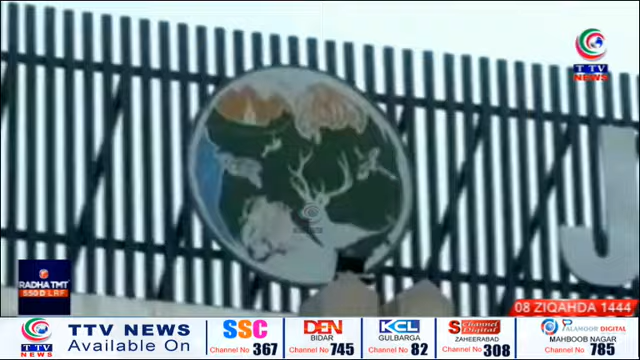 T TV
NEWS
J
RADHA TMT
550 D LRF
08 ZIQAHDA 1444
T TV
NEWS
TTV NEWS
Available On
SSC
Channel No 367
DEN
BIDAR
Channel No 745
KCL
GULBARGA
Channel No 82
S Channel Digital
ZAHEERABAD
Channel No 308
PALAMOOR DIGITAL
MAHBOOB NAGAR
Channel No 785